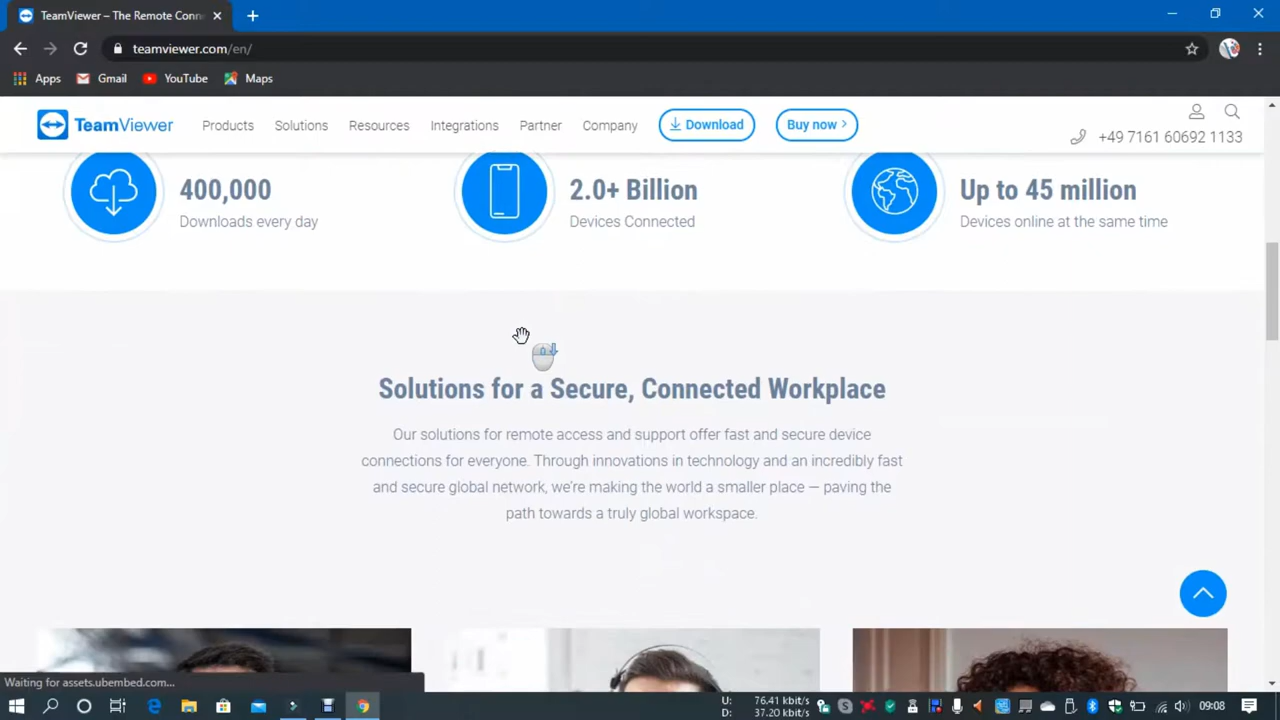 TeamViewer – The Remote Conn
teamviewer.com/en/
Apps Gmail YouTube Maps
TeamViewer Products Solutions Resources Integrations Partner Company Download Buy now
+49 7161 60692 1133
400,000
Downloads every day
2.0+ Billion
Devices Connected
Up to 45 million
Devices online at the same time
Solutions for a Secure, Connected Workplace
Our solutions for remote access and support offer fast and secure device
connections for everyone. Through innovations in technology and an incredibly fast
and secure global network, we're making the world a smaller place — paving the
path towards a truly global workspace.
Waiting for assets.ubembed.com...
U: 76.41 kbit/s
D: 37.20 kbit/s
09:08